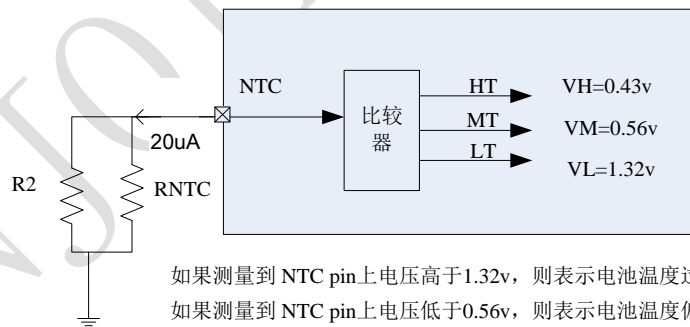 NTC
HT
VH=0.43v
比较器
MT
VM=0.56v
20uA
LT
VL=1.32v
R2
RNTC
如果测量到 NTC pin上电压高于1.32v，则表示电池温度
如果测量到 NTC pin上电压低于0.56v，则表示电池温度